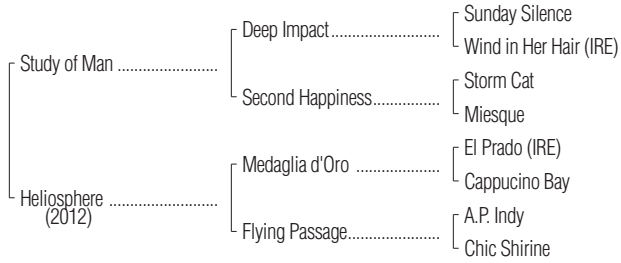 Sunday Silence
Deep Impact
Wind in Her Hair (IRE)
Study of Man
Storm Cat
Second Happiness
Miesque
El Prado (IRE)
Medaglia d'Oro
Cappucino Bay
Heliosphere
(2012)
A.P. Indy
Flying Passage
Chic Shirine